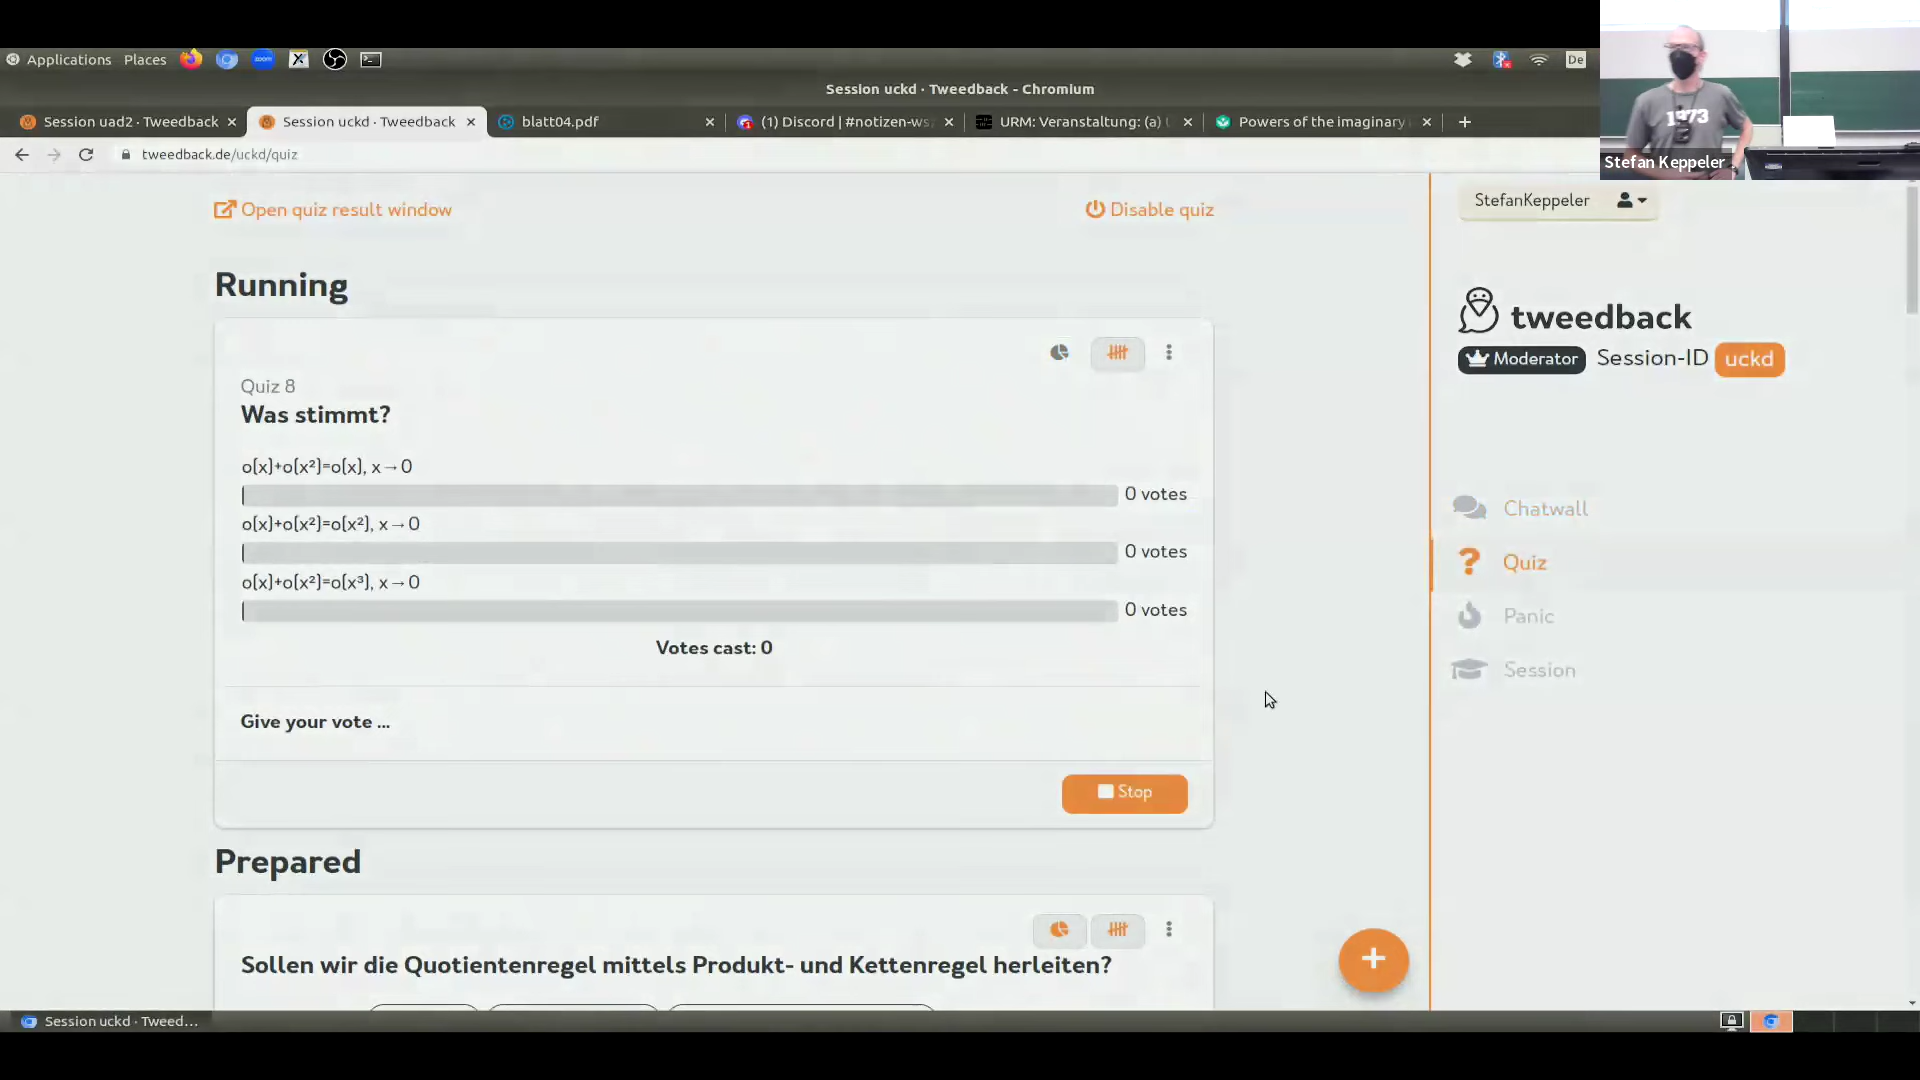 Applications Places
De
Session uckd · Tweedback - Chromium
Session uad2 · Tweedback
Session uckd · Tweedback
blatt04.pdf
(1) Discord | #notizen-ws
URM: Veranstaltung: (a)
Powers of the imaginary
tweedback.de/uckd/quiz
1973
Stefan Keppeler
Open quiz result window
Disable quiz
StefanKeppeler
Running
tweedback
Moderator Session-ID uckd
Quiz 8
Was stimmt?
o(x)+o(x²)=o(x), x→0
0 votes
o(x)+o(x²)=o(x²), x→0
0 votes
o(x)+o(x²)=o(x³), x→0
0 votes
Votes cast: 0
Give your vote ...
Stop
Chatwall
Quiz
Panic
Session
Prepared
Sollen wir die Quotientenregel mittels Produkt- und Kettenregel herleiten?
Session uckd · Tweed...